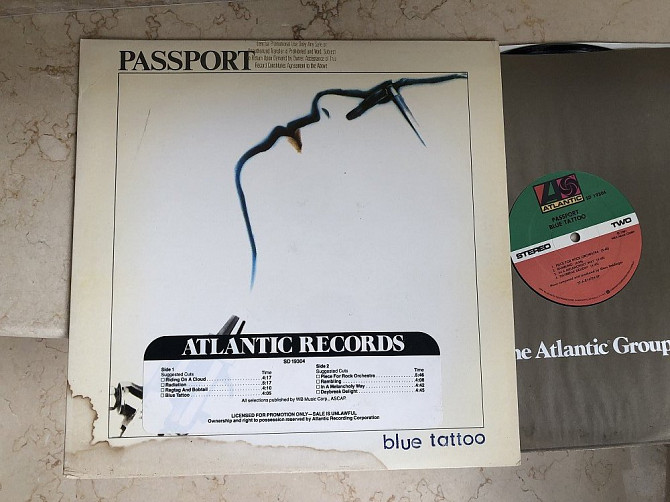 PASSPORT
ATLANTIC RECORDS
SD 19304
Side 1
Suggested Cuts Time
Riding On A Cloud 4:17
Radiation 5:17
Ragtag And Bobtail 4:10
Blue Tattoo 4:05
Side 2
Suggested Cuts Time
Piece For Rock Orchestra 5:46
Rambling 4:08
In A Melancholy Way 4:42
Daybreak Delight 4:45
All selections published by WB Music Corp., ASCAP.
LICENSED FOR PROMOTION ONLY—SALE IS UNLAWFUL
Ownership and right to possession reserved by Atlantic Recording Corporation
blue tattoo
ATLANTIC
SD 19304
PASSPORT
BLUE TATTOO
STEREO
TWO
he Atlantic Group